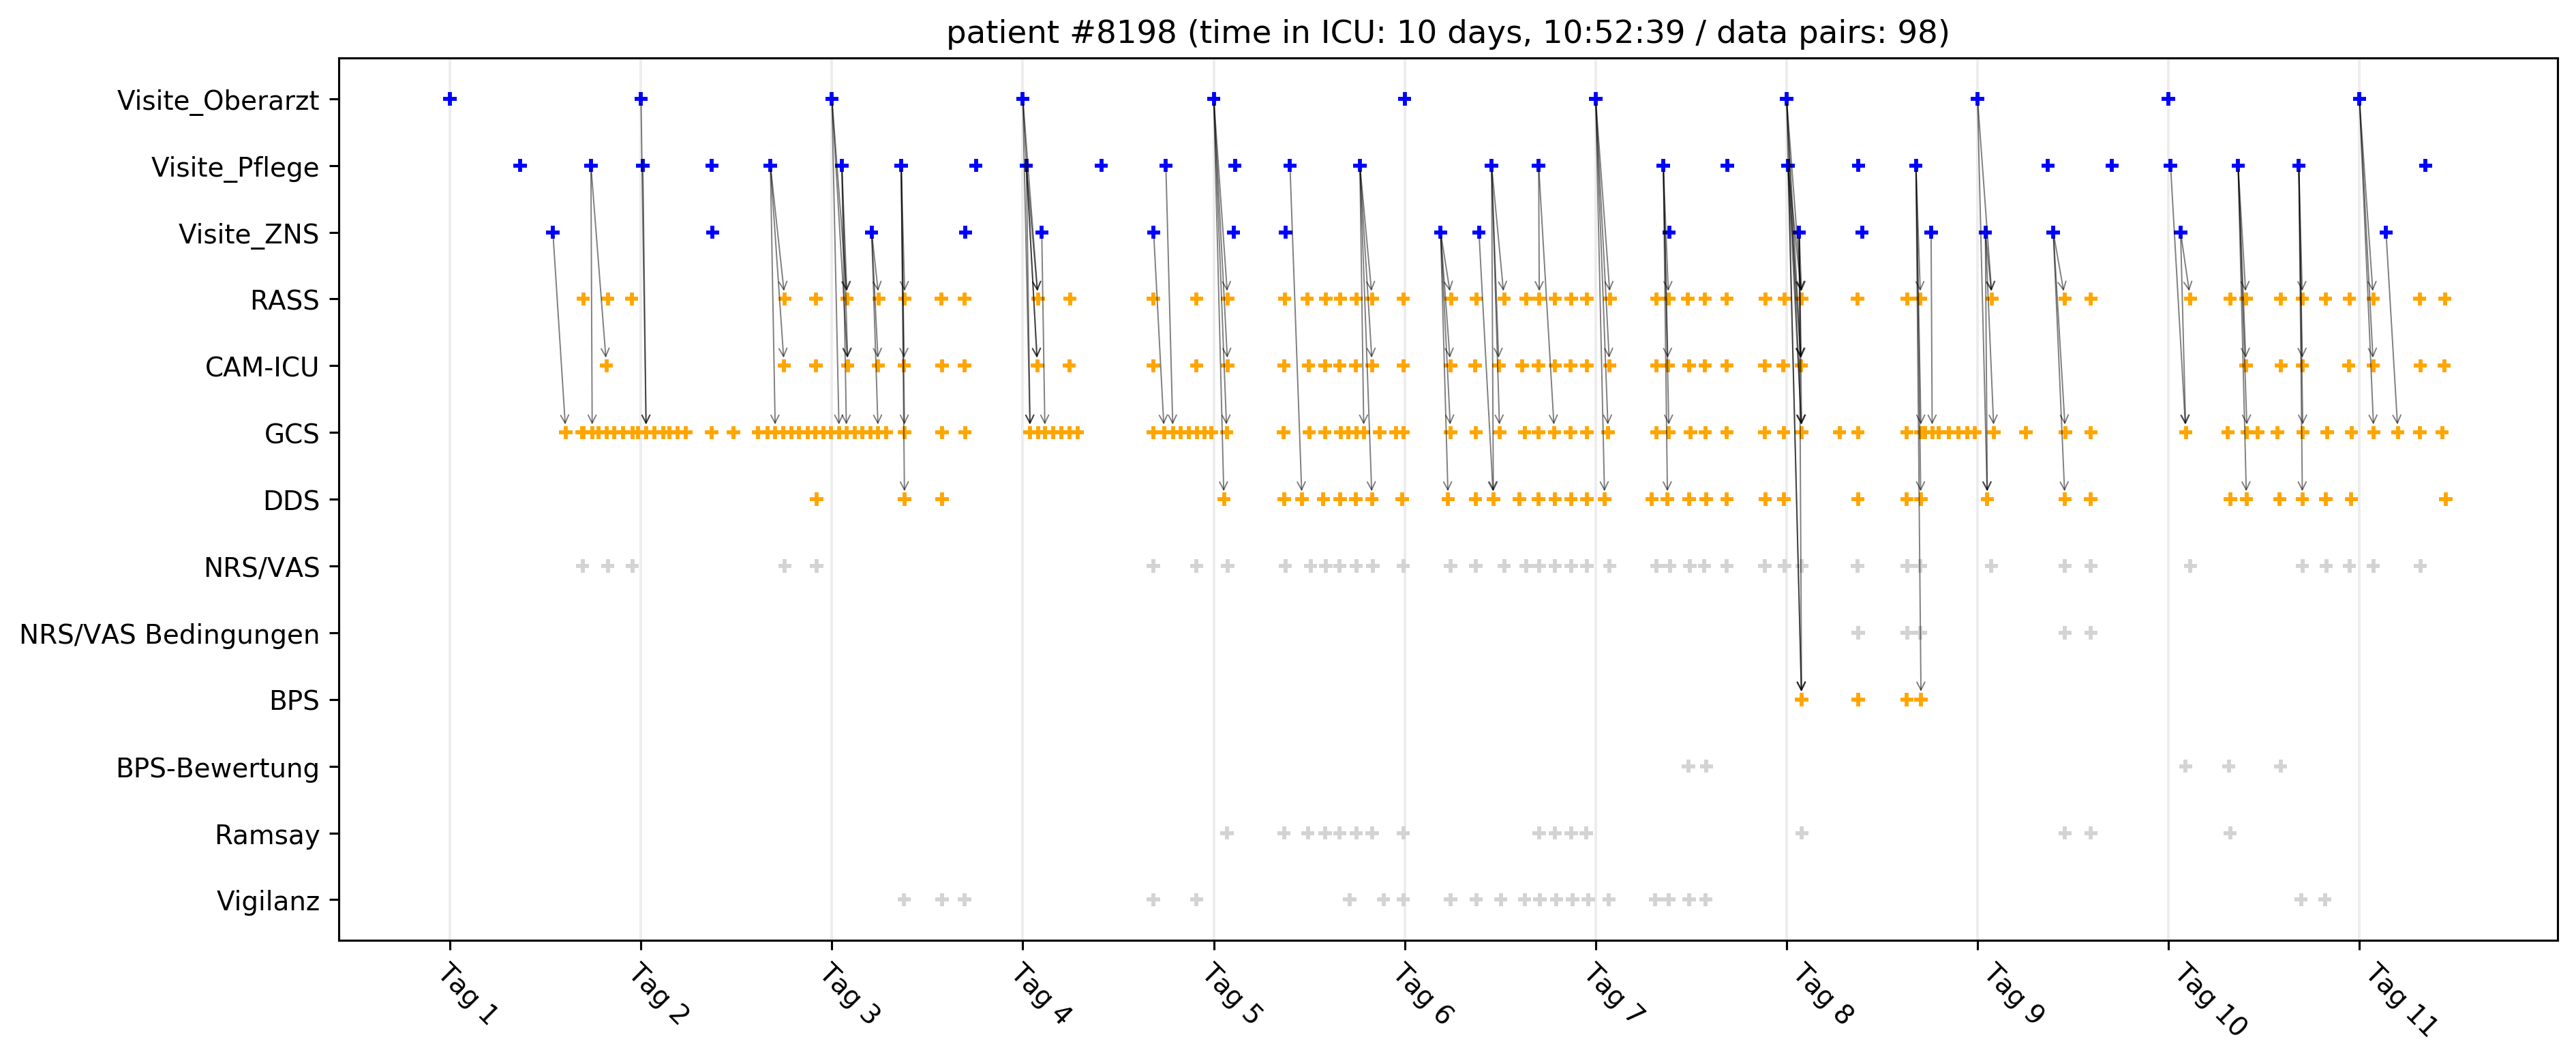 patient #8198 (time in ICU: 10 days, 10:52:39 / data pairs: 98)
Visite_Oberarzt
Visite_Pflege
Visite_ZNS
RASS
CAM-ICU
GCS
DDS
NRS/VAS
NRS/VAS Bedingungen
BPS
BPS-Bewertung
Ramsay
Vigilanz
Tag 1
Tag 2
Tag 3
Tag 4
Tag 5
Tag 6
Tag 7
Tag 8
Tag 9
Tag 10
Tag 11